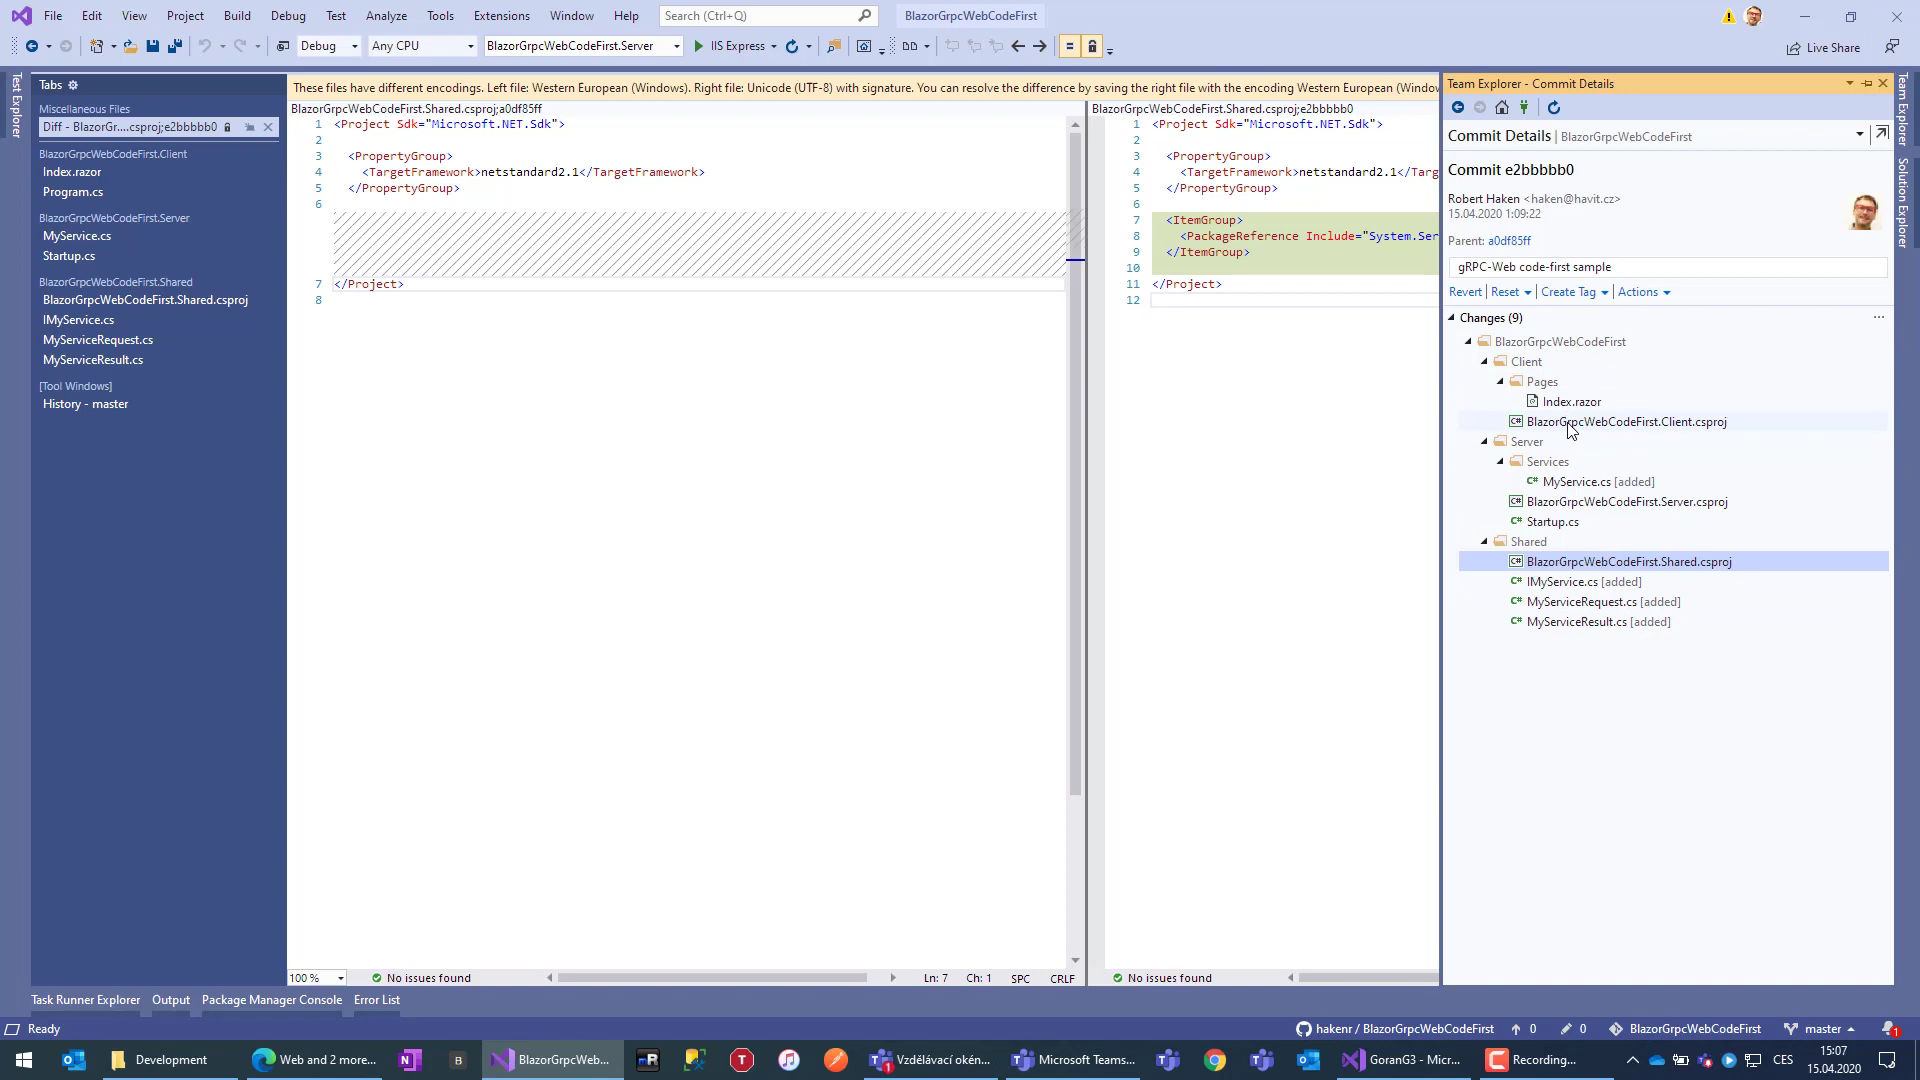 File Edit View Project Build Debug Test Analyze Tools Extensions Window Help Search (Ctrl+Q) BlazorGrpcWebCodeFirst
Debug Any CPU BlazorGrpcWebCodeFirst.Server IIS Express Live Share
Test Explorer
Tabs
Miscellaneous Files
Diff - BlazorGr....csproj;e2bbbbb0
BlazorGrpcWebCodeFirst.Client
Index.razor
Program.cs
BlazorGrpcWebCodeFirst.Server
MyService.cs
Startup.cs
BlazorGrpcWebCodeFirst.Shared
BlazorGrpcWebCodeFirst.Shared.csproj
IMyService.cs
MyServiceRequest.cs
MyServiceResult.cs
[Tool Windows]
History - master
These files have different encodings. Left file: Western European (Windows). Right file: Unicode (UTF-8) with signature. You can resolve the difference by saving the right file with the encoding Western European (Window
BlazorGrpcWebCodeFirst.Shared.csproj;a0df85ff
1 <Project Sdk="Microsoft.NET.Sdk">
2
3 <PropertyGroup>
4 <TargetFramework>netstandard2.1</TargetFramework>
5 </PropertyGroup>
6
7 </Project>
8
100 % No issues found Ln: 7 Ch: 1 SPC CRLF
BlazorGrpcWebCodeFirst.Shared.csproj;e2bbbbb0
1 <Project Sdk="Microsoft.NET.Sdk">
2
3 <PropertyGroup>
4 <TargetFramework>netstandard2.1</Targ
5 </PropertyGroup>
6
7 <ItemGroup>
8 <PackageReference Include="System.Ser
9 </ItemGroup>
10
11 </Project>
12
No issues found
Team Explorer - Commit Details
Commit Details | BlazorGrpcWebCodeFirst
Commit e2bbbbb0
Robert Haken <haken@havit.cz>
15.04.2020 1:09:22
Parent: a0df85ff
gRPC-Web code-first sample
Revert | Reset | Create Tag | Actions
Changes (9) ...
BlazorGrpcWebCodeFirst
Client
Pages
Index.razor
BlazorGrpcWebCodeFirst.Client.csproj
Server
Services
MyService.cs [added]
BlazorGrpcWebCodeFirst.Server.csproj
Startup.cs
Shared
BlazorGrpcWebCodeFirst.Shared.csproj
IMyService.cs [added]
MyServiceRequest.cs [added]
MyServiceResult.cs [added]
Team Explorer
Solution Explorer
Task Runner Explorer Output Package Manager Console Error List
Ready hakenr / BlazorGrpcWebCodeFirst 0 0 BlazorGrpcWebCodeFirst master 1
Development Web and 2 more... BlazorGrpcWeb... Vzdělávací okén... Microsoft Teams... GoranG3 - Micr... Recording... CES 15:07
15.04.2020